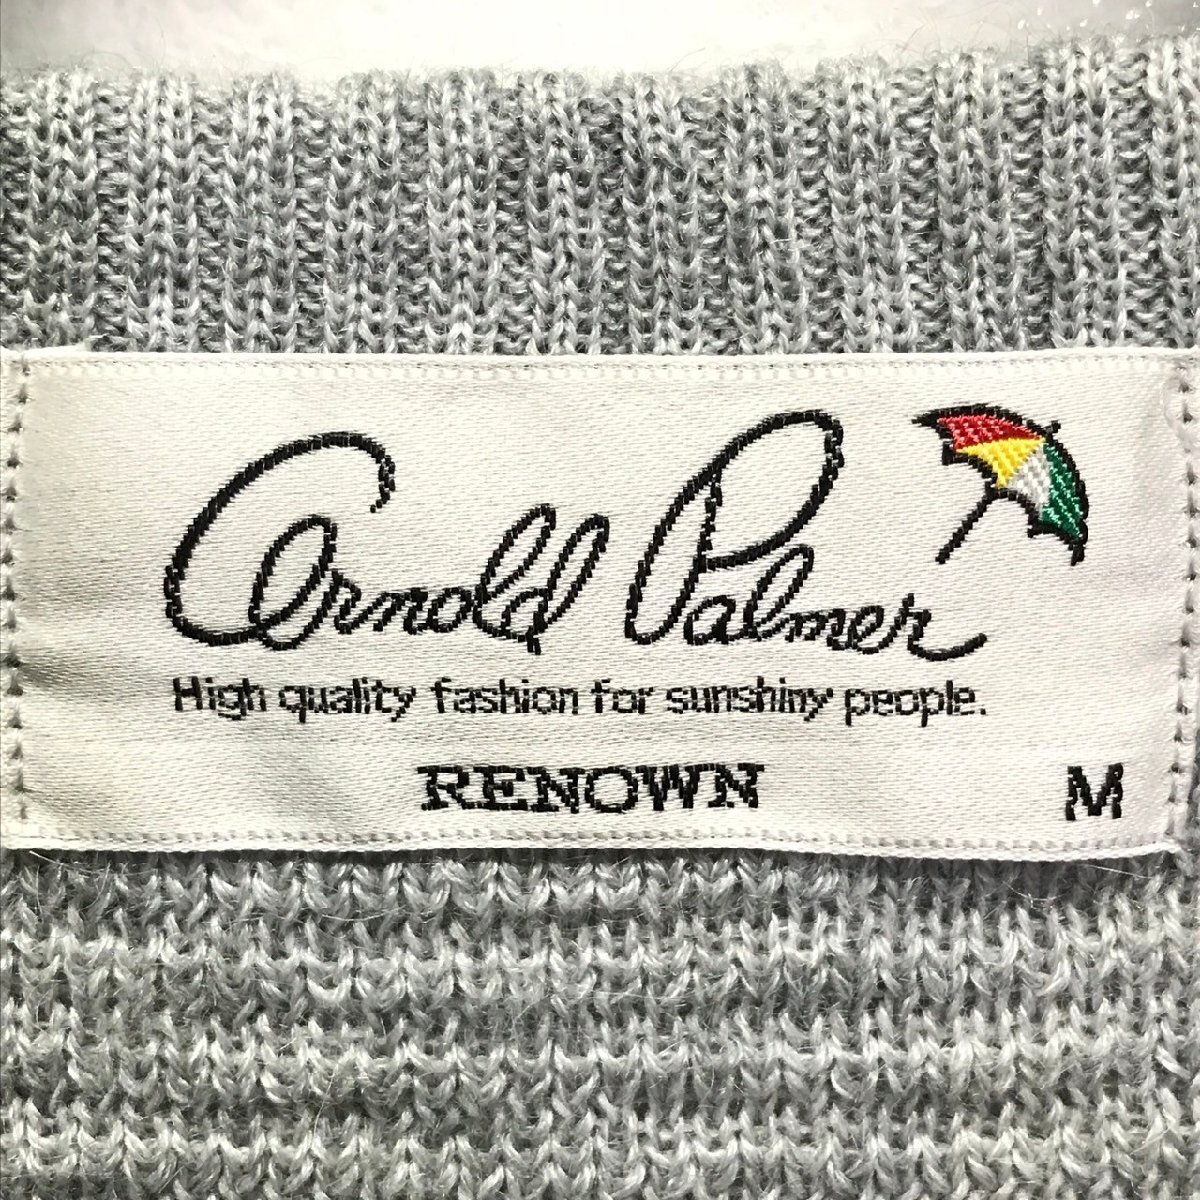 Arnold Palmer
High quality fashion for sunshiny people.
RENOWN
M